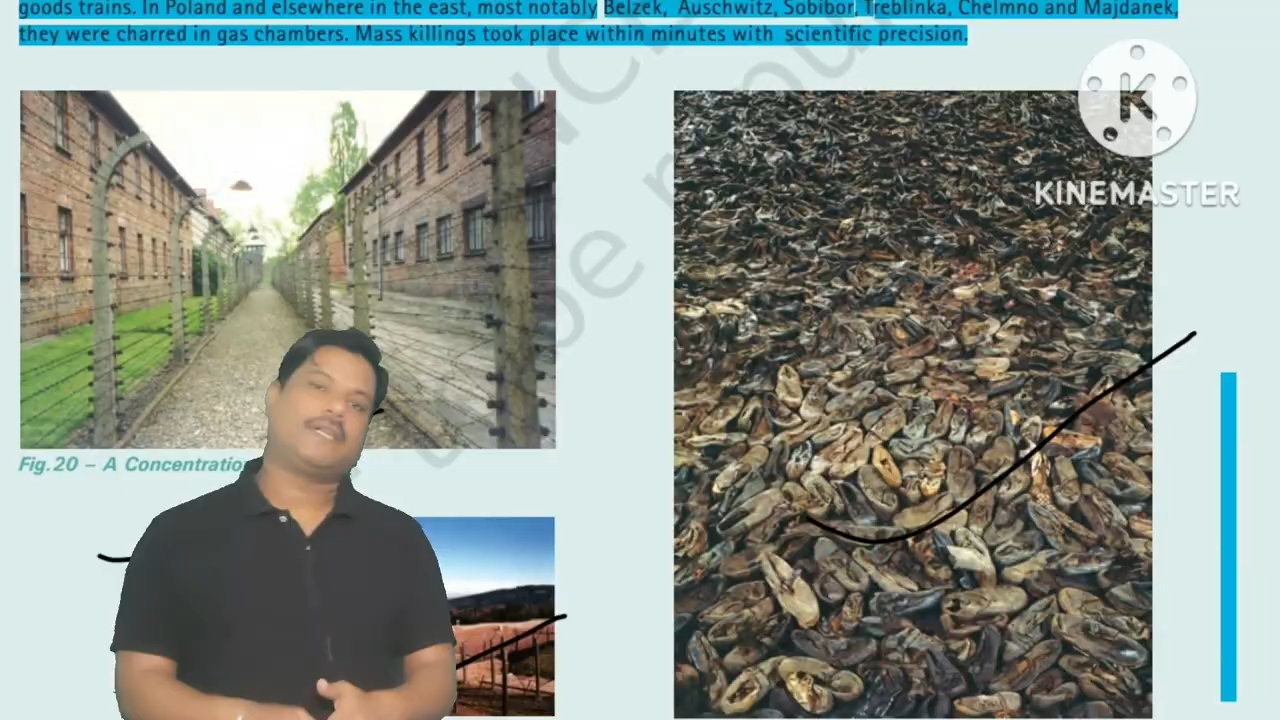 goods trains. In Poland and elsewhere in the east, most notably Belzek, Auschwitz, Sobibor, Treblinka, Chelmno and Majdanek,
they were charred in gas chambers. Mass killings took place within minutes with scientific precision.
K
KINEMASTER
Fig.20 – A Concentratio